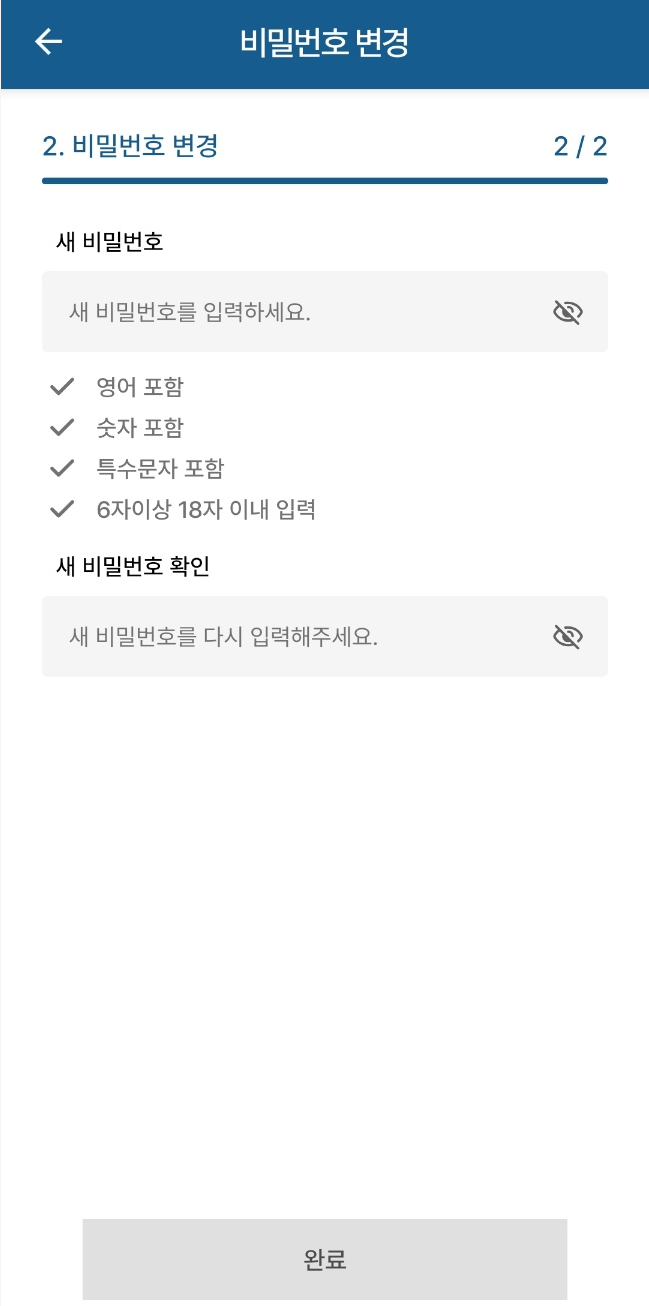 비밀번호 변경
2. 비밀번호 변경 2 / 2
새 비밀번호
새 비밀번호를 입력하세요.
영어 포함
숫자 포함
특수문자 포함
6자이상 18자 이내 입력
새 비밀번호 확인
새 비밀번호를 다시 입력해주세요.
완료